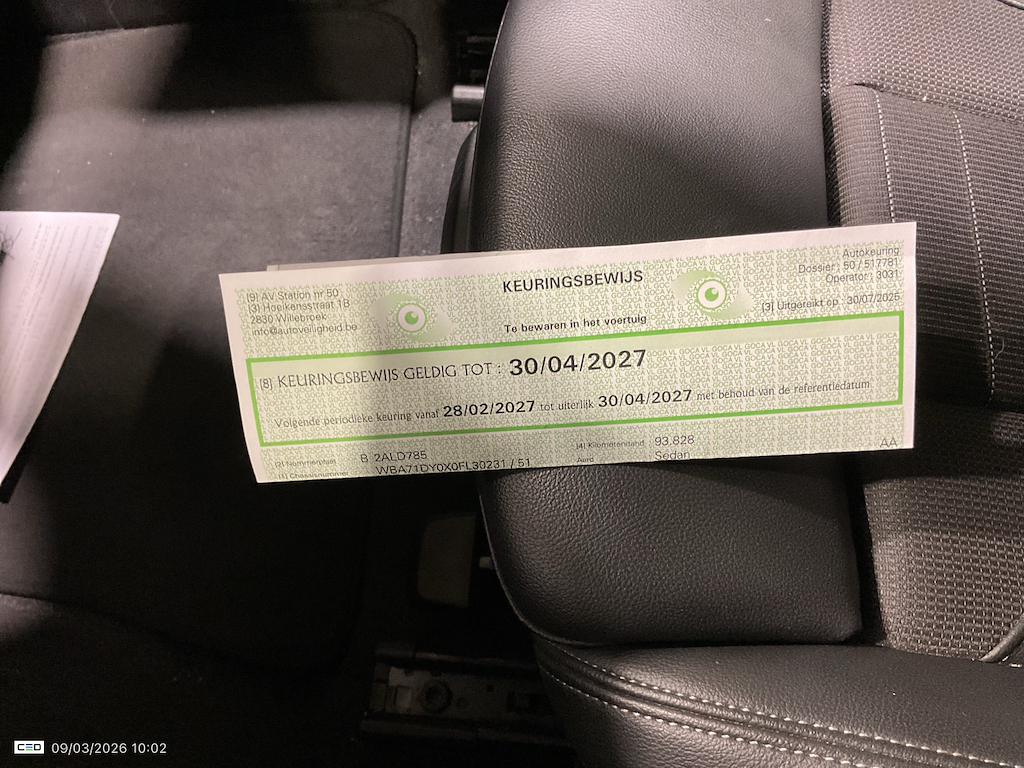 [9] AV Station nr 50
[3] Hoeikensstraat 1B
2830 Willebroek
info@autoveiligheid.be
KEURINGSBEWIJS
Te bewaren in het voertuig
Autokeuring
Dossier : 50 / 517781
Operator : 3031
[3] Uitgereikt op : 30/07/2025
[8] KEURINGSBEWIJS GELDIG TOT : 30/04/2027
Volgende periodieke keuring vanaf 28/02/2027 tot uiterlijk 30/04/2027 met behoud van de referentiedatum
[2] Nummerplaat B 2ALD785
[4] Kilometerstand : 93.828
AA
[1] Chassisnummer WBA71DY0X0FL30231 / 51
Aard Sedan
CED 09/03/2026 10:02